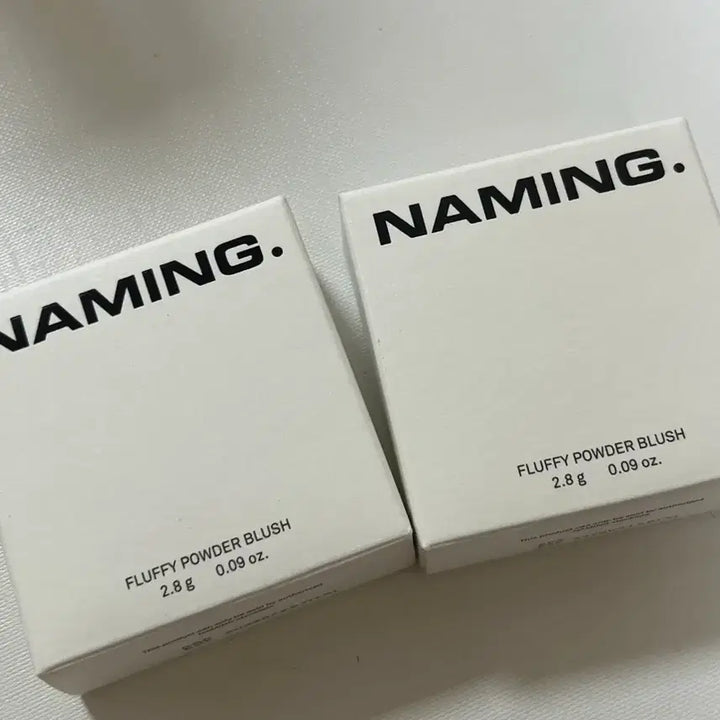 NAMING.
FLUFFY POWDER BLUSH
2.8 g 0.09 oz.
NAMING.
FLUFFY POWDER BLUSH
2.8 g 0.09 oz.